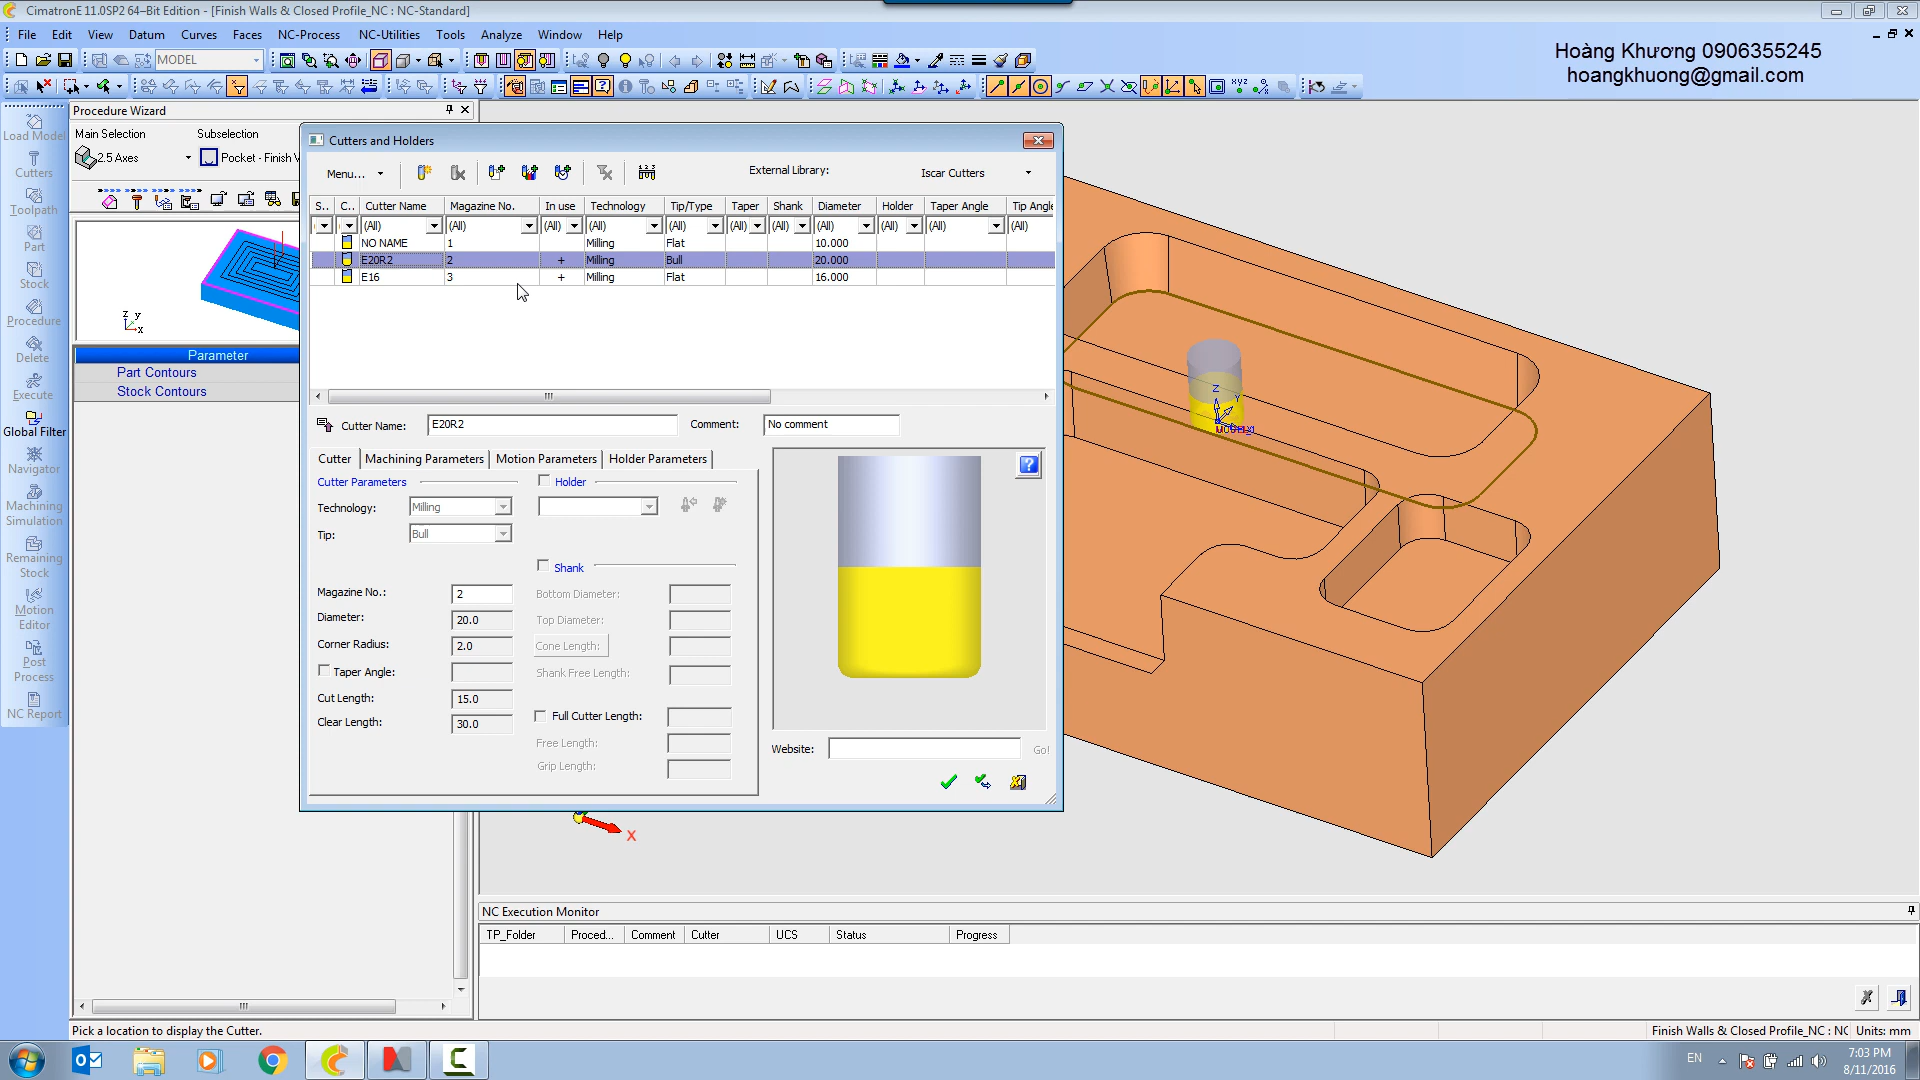 CimatronE 11.0SP2 64–Bit Edition - [Finish Walls & Closed Profile_NC : NC-Standard]
File Edit View Datum Curves Faces NC-Process NC-Utilities Tools Analyze Window Help
MODEL
Hoàng Khương 0906355245
hoangkhuong@gmail.com
Procedure Wizard
Main Selection Subselection
2.5 Axes Pocket - Finish
Load Model
Cutters
Toolpath
Part
Stock
Procedure
Delete
Execute
Global Filter
Navigator
Machining Simulation
Remaining Stock
Motion Editor
Post Process
NC Report
Z Y X
Parameter
Part Contours
Stock Contours
Cutters and Holders
Menu... External Library: Iscar Cutters
S.. C.. Cutter Name Magazine No. In use Technology Tip/Type Taper Shank Diameter Holder Taper Angle Tip Angle
(All) (All) (All) (All) (All) (All) (All) (All) (All) (All) (All)
NO NAME 1 Milling Flat 10.000
E20R2 2 + Milling Bull 20.000
E16 3 + Milling Flat 16.000
Cutter Name: E20R2 Comment: No comment
Cutter Machining Parameters Motion Parameters Holder Parameters
Cutter Parameters Holder
Technology: Milling
Tip: Bull
Shank
Magazine No.: 2 Bottom Diameter:
Diameter: 20.0 Top Diameter:
Corner Radius: 2.0 Cone Length:
Taper Angle: Shank Free Length:
Cut Length: 15.0
Clear Length: 30.0 Full Cutter Length:
Free Length:
Grip Length:
Website: Go!
Z
Y
X
NC Execution Monitor
TP_Folder Proced... Comment Cutter UCS Status Progress
Pick a location to display the Cutter.
Finish Walls & Closed Profile_NC : NC Units: mm
EN
7:03 PM
8/11/2016